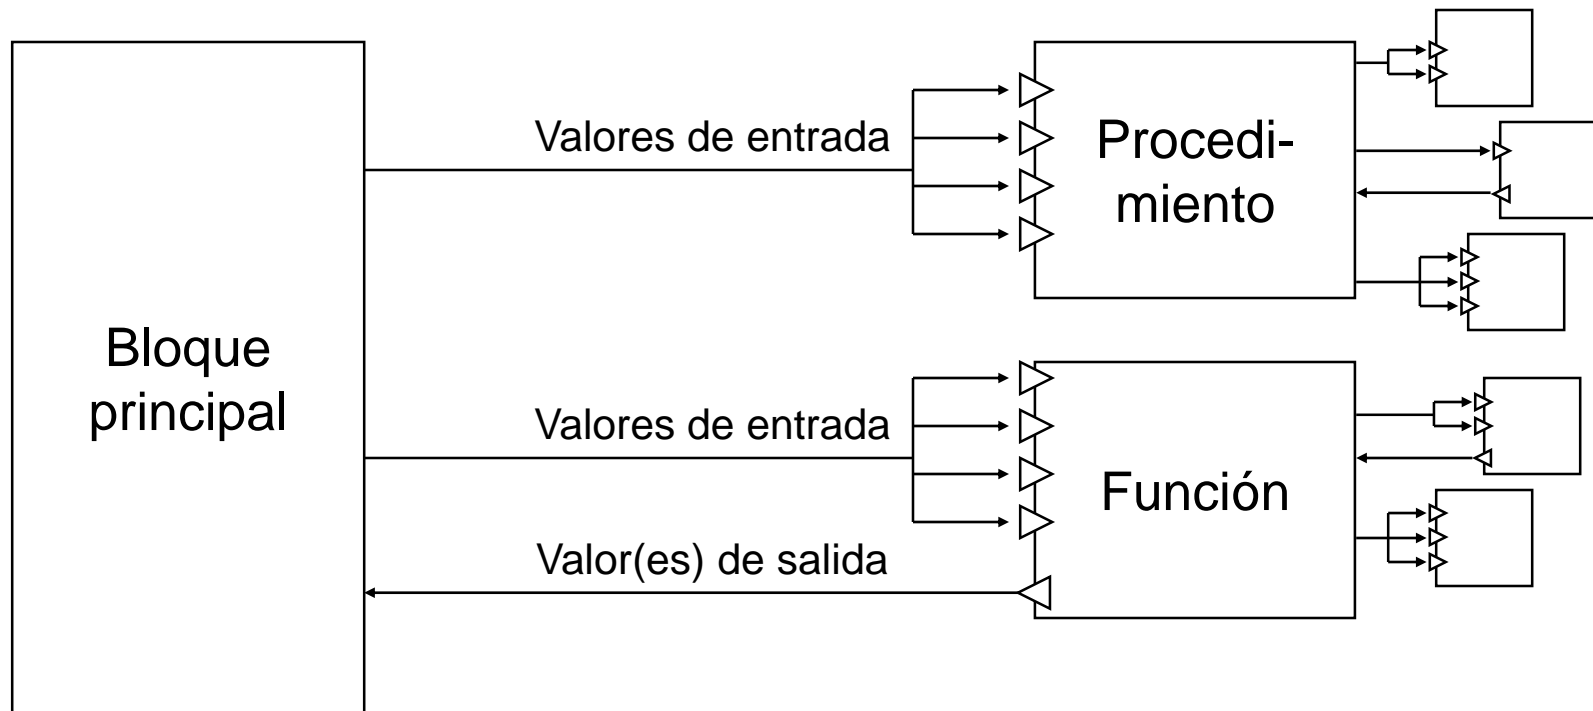 Valores de entrada
Procedi-
miento
Bloque
principal
Valores de entrada
Función
Valor(es) de salida